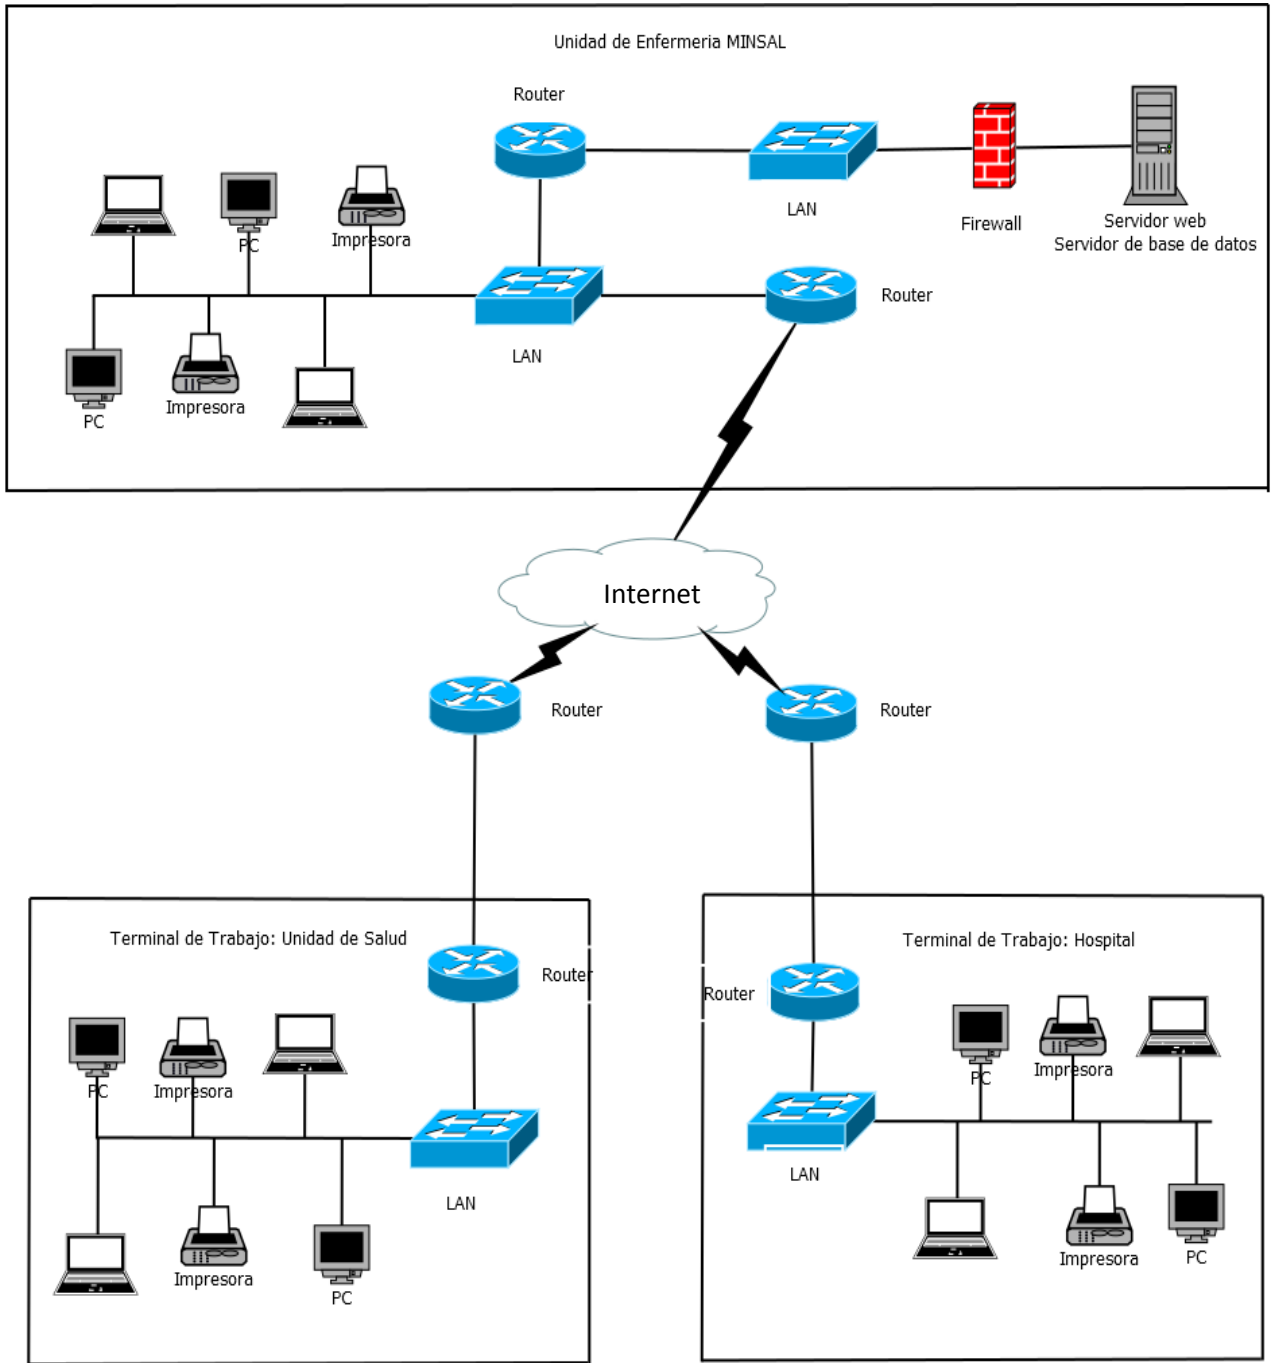 Unidad de Enfermeria MINSAL
Router
LAN
Firewall
Servidor web
Servidor de base de datos
PC
Impresora
Router
LAN
PC
Impresora
Internet
Router
Router
Terminal de Trabajo: Unidad de Salud
Router
PC
Impresora
LAN
Impresora
PC
Terminal de Trabajo: Hospital
Router
PC
Impresora
LAN
Impresora
PC